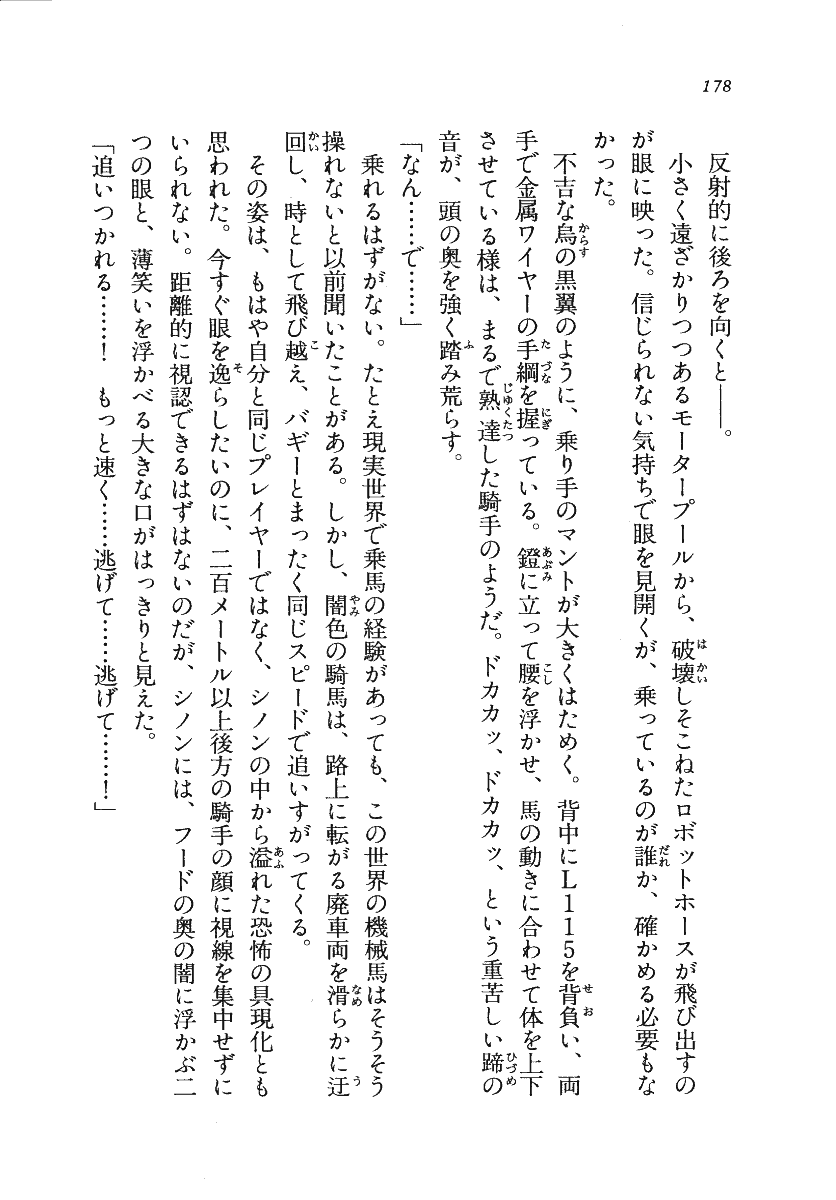 178
反射的に後ろを向くと――。
小さく遠ざかりつつあるモータープールから、破壊しそこねたロボットホースが飛び出すの
が眼に映った。信じられない気持ちで眼を見開くが、乗っているのが誰か、確かめる必要もな
かった。
不吉な烏の黒翼のように、乗り手のマントが大きくはためく。背中にL115を背負い、両
手で金属ワイヤーの手綱を握っている。鐙に立って腰を浮かせ、馬の動きに合わせて体を上下
させている様は、まるで熟達した騎手のようだ。ドカカッ、ドカカッ、という重苦しい蹄の
音が、頭の奥を強く踏み荒らす。
「なん……で……」
乗れるはずがない。たとえ現実世界で乗馬の経験があっても、この世界の機械馬はそうそう
操れないと以前聞いたことがある。しかし、闇色の騎馬は、路上に転がる廃車両を滑らかに迂
回し、時として飛び越え、バギーとまったく同じスピードで追いすがってくる。
その姿は、もはや自分と同じプレイヤーではなく、シノンの中から溢れた恐怖の具現化とも
思われた。今すぐ眼を逸らしたいのに、二百メートル以上後方の騎手の顔に視線を集中せずに
いられない。距離的に視認できるはずはないのだが、シノンには、フードの奥の闇に浮かぶ二
つの眼と、薄笑いを浮かべる大きな口がはっきりと見えた。
「追いつかれる……！　もっと速く……逃げて……逃げて……！」